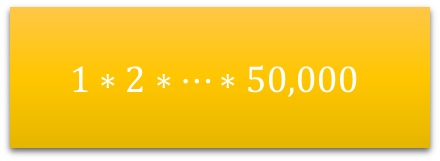 1 ∗ 2 ∗ ⋯ ∗ 50,000